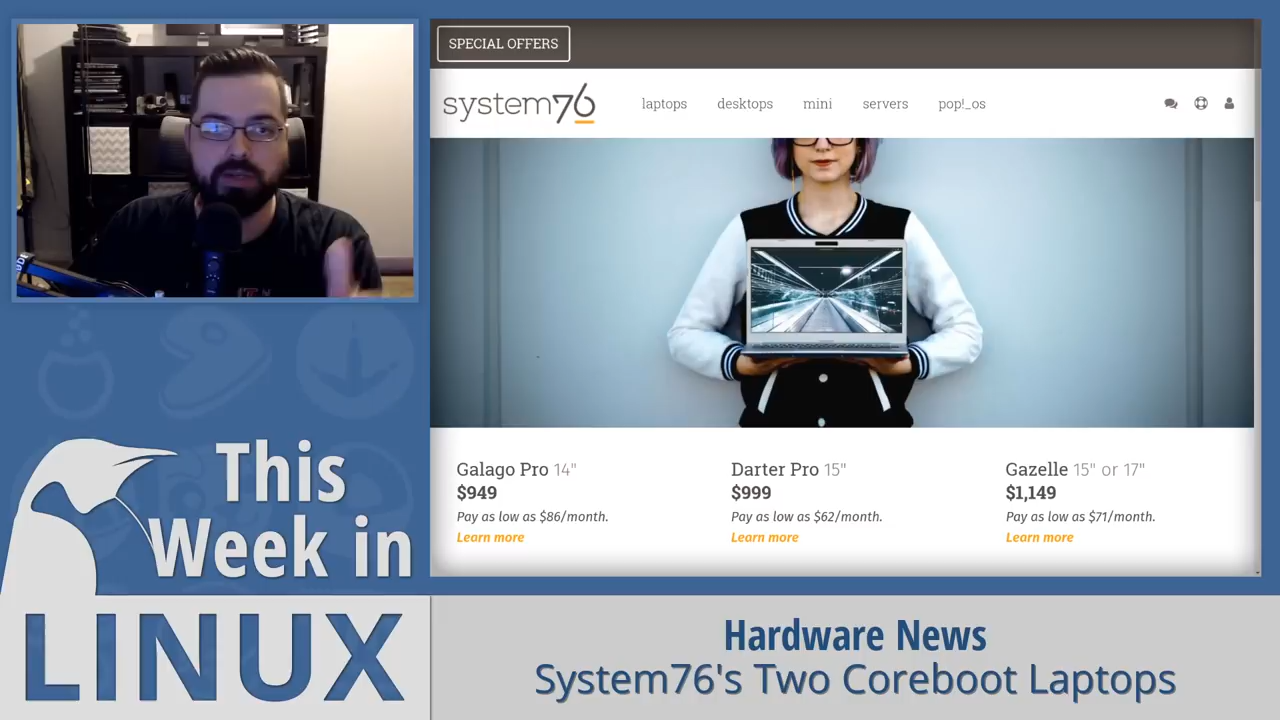 SPECIAL OFFERS
system76
laptops
desktops
mini
servers
pop!_os
Galago Pro 14"
$949
Pay as low as $86/month.
Learn more
Darter Pro 15"
$999
Pay as low as $62/month.
Learn more
Gazelle 15" or 17"
$1,149
Pay as low as $71/month.
Learn more
This
Week in
LINUX
Hardware News
System76's Two Coreboot Laptops